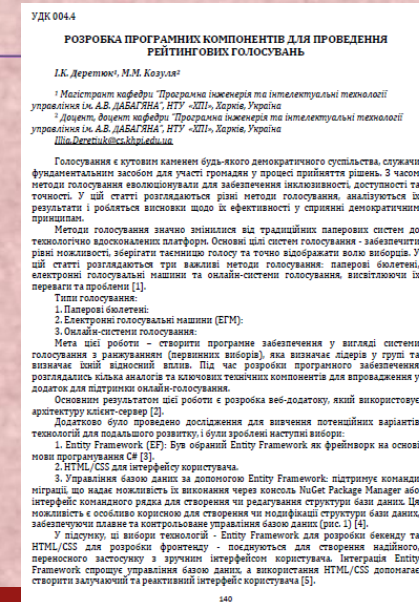 УДК 004.4
РОЗРОБКА ПРОГРАМНИХ КОМПОНЕНТІВ ДЛЯ ПРОВЕДЕННЯ
РЕЙТИНГОВИХ ГОЛОСУВАНЬ
І.К. Деретюк¹, М.М. Козуля²
¹ Магістрант кафедри "Програмна інженерія та інтелектуальні технології
управління ім. А.В. ДАБАГЯНА", НТУ «ХПІ», Харків, Україна
² Доцент, доцент кафедри "Програмна інженерія та інтелектуальні технології
управління ім. А.В. ДАБАГЯНА", НТУ «ХПІ», Харків, Україна
Illia.Deretiuk@cs.khpi.edu.ua
Голосування є кутовим каменем будь-якого демократичного суспільства, служачи
фундаментальним засобом для участі громадян у процесі прийняття рішень. З часом
методи голосування еволюціонували для забезпечення інклюзивності, доступності та
точності. У цій статті розглядаються різні методи голосування, аналізуються їх
результати і робляться висновки щодо їх ефективності у сприянні демократичним
принципам.
Методи голосування значно змінилися від традиційних паперових систем до
технологічно вдосконалених платформ. Основні цілі систем голосування - забезпечити
рівні можливості, зберігати таємницю голосу та точно відображати волю виборців. У
цій статті розглядаються три важливі методи голосування: паперові бюлетені,
електронні голосувальні машини та онлайн-системи голосування, висвітлюючи їх
переваги та проблеми [1].
Типи голосування:
1. Паперові бюлетені:
2. Електронні голосувальні машини (ЕГМ):
3. Онлайн-системи голосування:
Мета цієї роботи – створити програмне забезпечення у вигляді системи
голосування з ранжуванням (первинних виборів), яка визначає лідерів у групі та
визначає їхній відносний вплив. Під час розробки програмного забезпечення
розглядались кілька аналогів та ключових технічних компонентів для впровадження у
додаток для підтримки онлайн-голосування.
Основним результатом цієї роботи є розробка веб-додатку, який використовує
архітектуру клієнт-сервер [2].
Додатково було проведено дослідження для вивчення потенційних варіантів
технологій для подальшого розвитку, і були зроблені наступні вибори:
1. Entity Framework (EF): Був обраний Entity Framework як фреймворк на основі
мови програмування C# [3].
2. HTML/CSS для інтерфейсу користувача.
3. Управління базою даних за допомогою Entity Framework: підтримує команди
міграції, що надає можливість їх виконання через консоль NuGet Package Manager або
інтерфейс командного рядка для створення чи редагування структури бази даних. Ця
можливість є особливо корисною для створення чи модифікації структури бази даних,
забезпечуючи плавне та контрольоване управління базою даних (рис. 1) [4].
У підсумку, ці вибори технологій - Entity Framework для розробки бекенду та
HTML/CSS для розробки фронтенду - поєднуються для створення надійного,
переносного застосунку з зручним інтерфейсом користувача. Інтеграція Entity
Framework спрощує управління базою даних, а використання HTML/CSS допомагає
створити залучаючий та реактивний інтерфейс користувача [5].
140